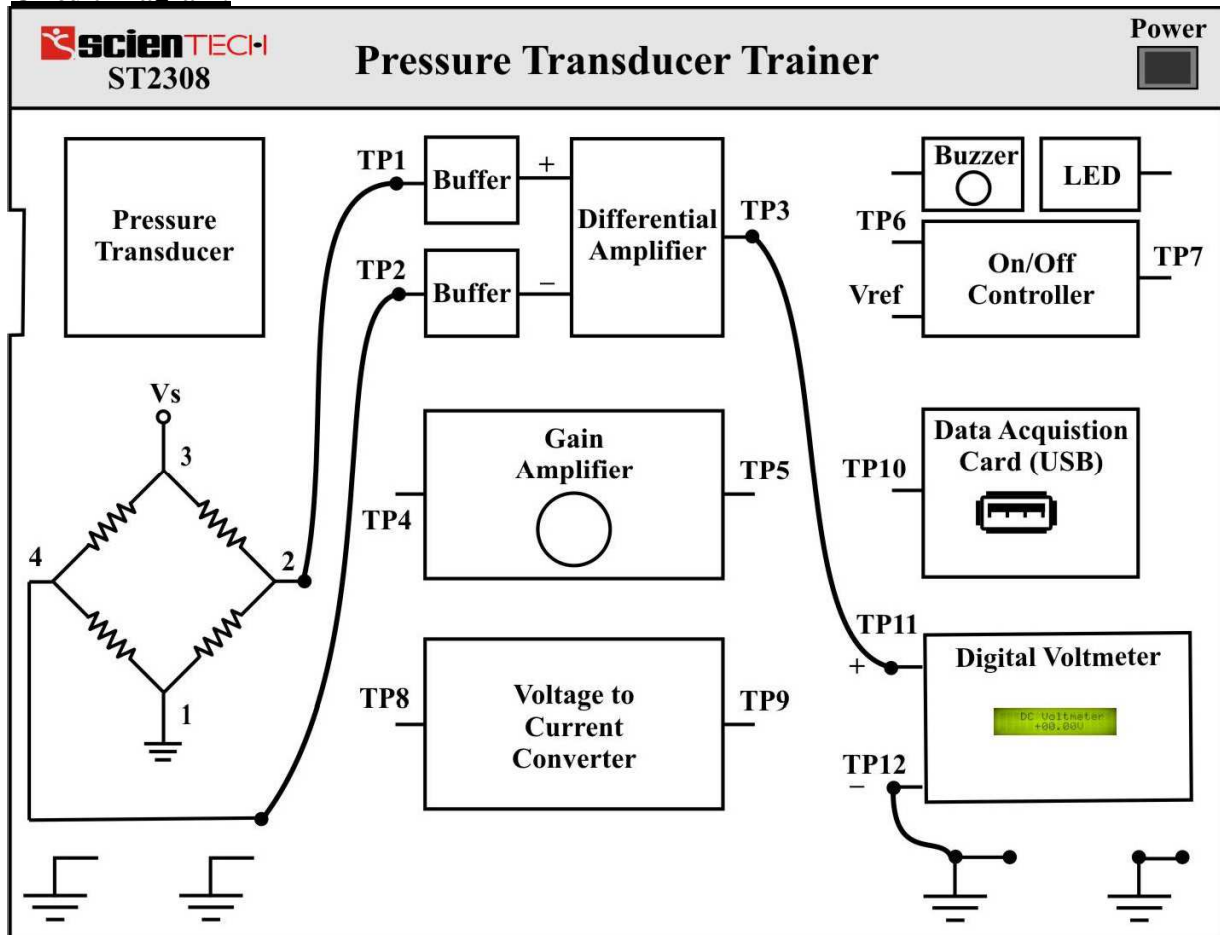 scienTECH
ST2308
Pressure Transducer Trainer
Power
Pressure
Transducer
TP1
Buffer
+
TP2
Buffer
−
Differential
Amplifier
TP3
Buzzer
LED
TP6
Vref
On/Off
Controller
TP7
Vs
3
4
2
1
Gain
Amplifier
TP4
TP5
TP10
Data Acquistion
Card (USB)
TP8
Voltage to
Current
Converter
TP9
TP11
+
Digital Voltmeter
DC Voltmeter
+00.00V
TP12
−